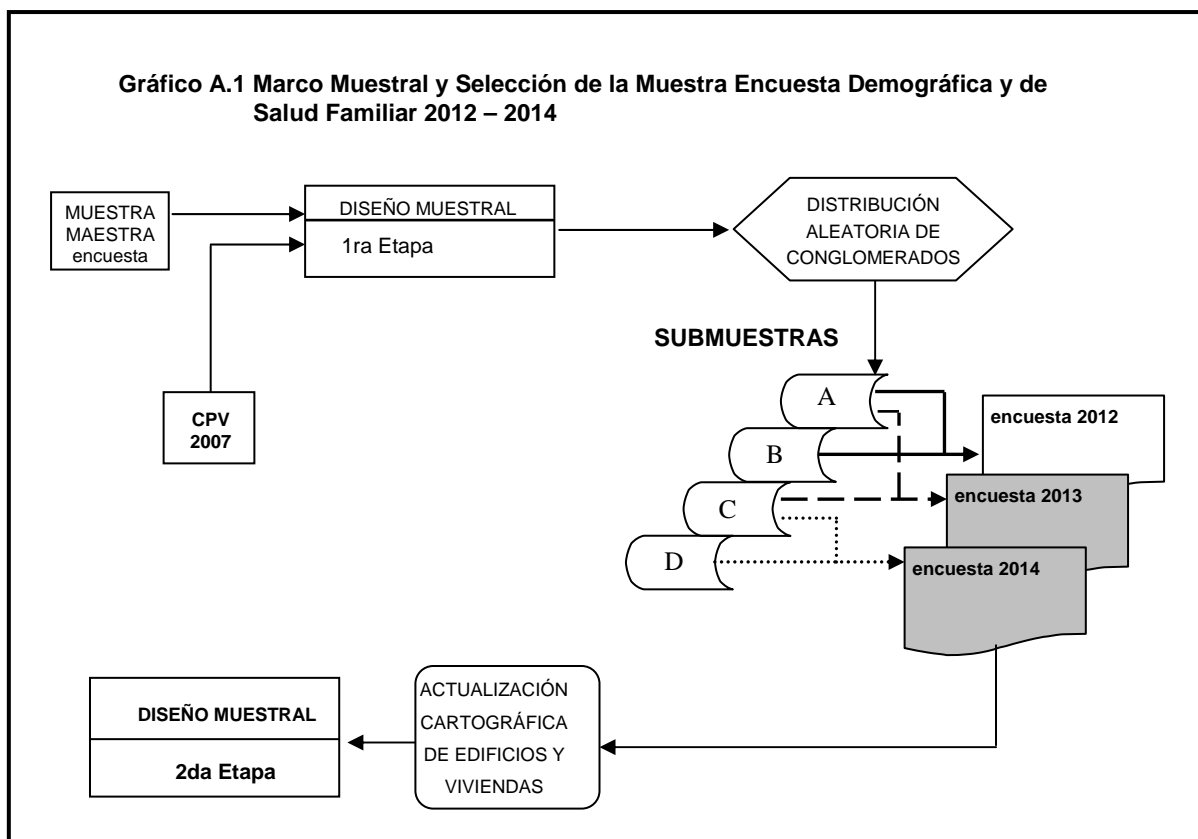 Gráfico A.1 Marco Muestral y Selección de la Muestra Encuesta Demográfica y de
Salud Familiar 2012 – 2014
MUESTRA
MAESTRA
encuesta
DISEÑO MUESTRAL
1ra Etapa
DISTRIBUCIÓN
ALEATORIA DE
CONGLOMERADOS
CPV
2007
SUBMUESTRAS
A
B
C
D
encuesta 2012
encuesta 2013
encuesta 2014
ACTUALIZACIÓN
CARTOGRÁFICA
DE EDIFICIOS Y
VIVIENDAS
DISEÑO MUESTRAL
2da Etapa